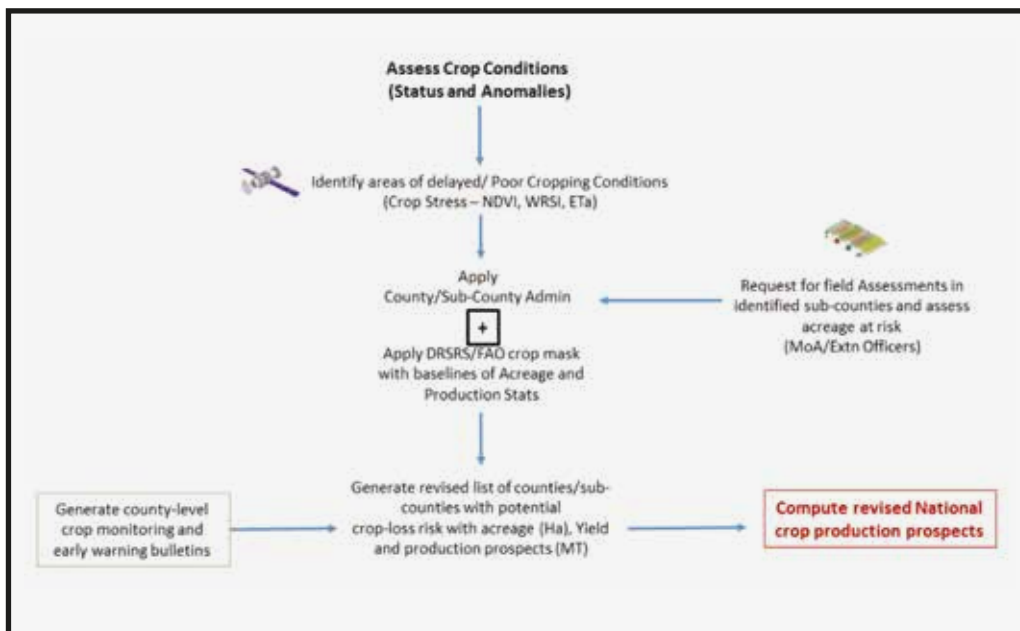 Assess Crop Conditions
(Status and Anomalies)
Identify areas of delayed/ Poor Cropping Conditions
(Crop Stress – NDVI, WRSI, ETa)
Apply
County/Sub-County Admin
+
Apply DRSRS/FAO crop mask
with baselines of Acreage and
Production Stats
Request for field Assessments in
identified sub-counties and assess
acreage at risk
(MoA/Extn Officers)
Generate county-level
crop monitoring and
early warning bulletins
Generate revised list of counties/sub-
counties with potential
crop-loss risk with acreage (Ha), Yield
and production prospects (MT)
Compute revised National
crop production prospects